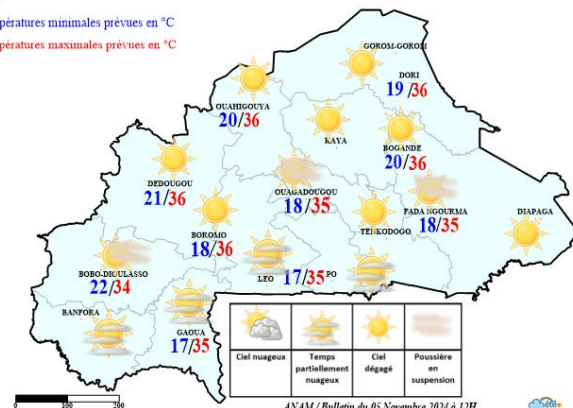 pératures minimales prévues en °C
pératures maximales prévues en °C
GOROM-GOROM
DORI
19/36
OUAHIGOUYA
20/36
KAYA
BOGANDE
20/36
DEDOUGOU
21/36
OUAGADOUGOU
18/35
FADA NGOURMA
18/35
BOROMO
18/36
TENKODOGO
DIAPAGA
BOBO-DIOULASSO
22/34
LEO
17/35
PO
BANFORA
GAOUA
17/35
Ciel nuageux
Temps partiellement nuageux
Ciel dégagé
Poussière en suspension
0 100 200
ANAM / Bulletin du 05 Novembre 2024 à 12H